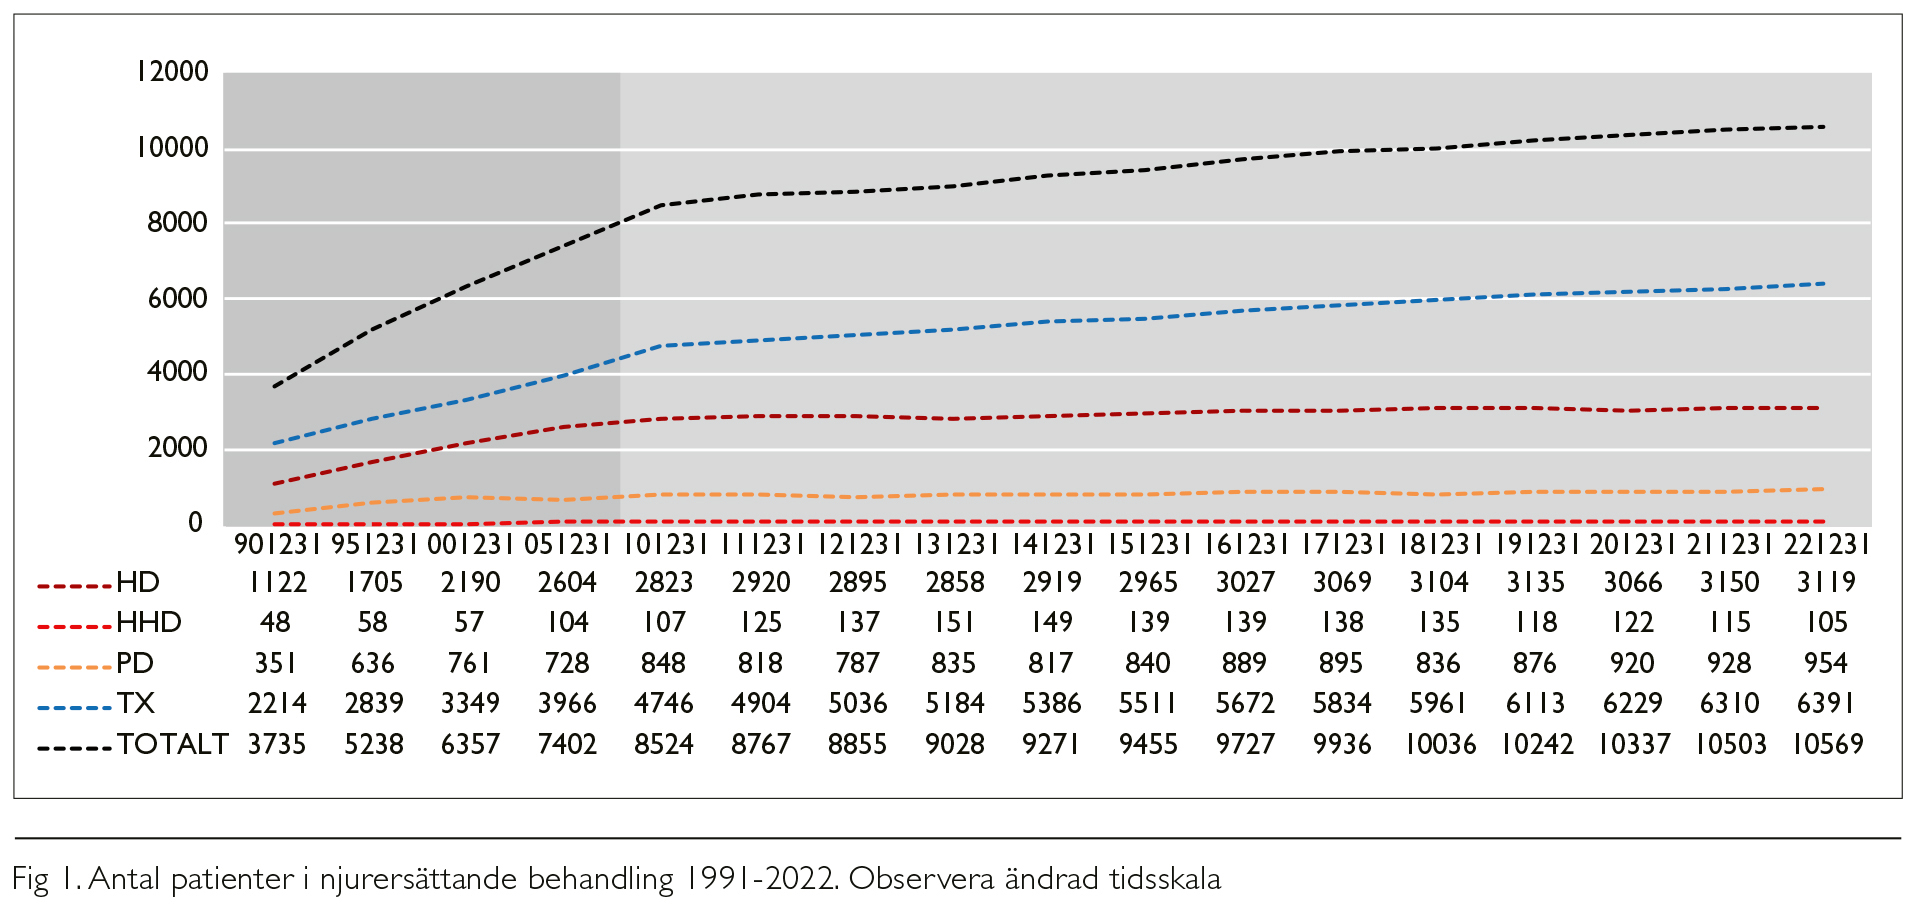 12000
10000
8000
6000
4000
2000
0
901231 951231 001231 051231 101231 111231 121231 131231 141231 151231 161231 171231 181231 191231 201231 211231 221231
HD 1122 1705 2190 2604 2823 2920 2895 2858 2919 2965 3027 3069 3104 3135 3066 3150 3119
HHD 48 58 57 104 107 125 137 151 149 139 139 138 135 118 122 115 105
PD 351 636 761 728 848 818 787 835 817 840 889 895 836 876 920 928 954
TX 2214 2839 3349 3966 4746 4904 5036 5184 5386 5511 5672 5834 5961 6113 6229 6310 6391
TOTALT 3735 5238 6357 7402 8524 8767 8855 9028 9271 9455 9727 9936 10036 10242 10337 10503 10569
Fig 1. Antal patienter i njurersättande behandling 1991-2022. Observera ändrad tidsskala